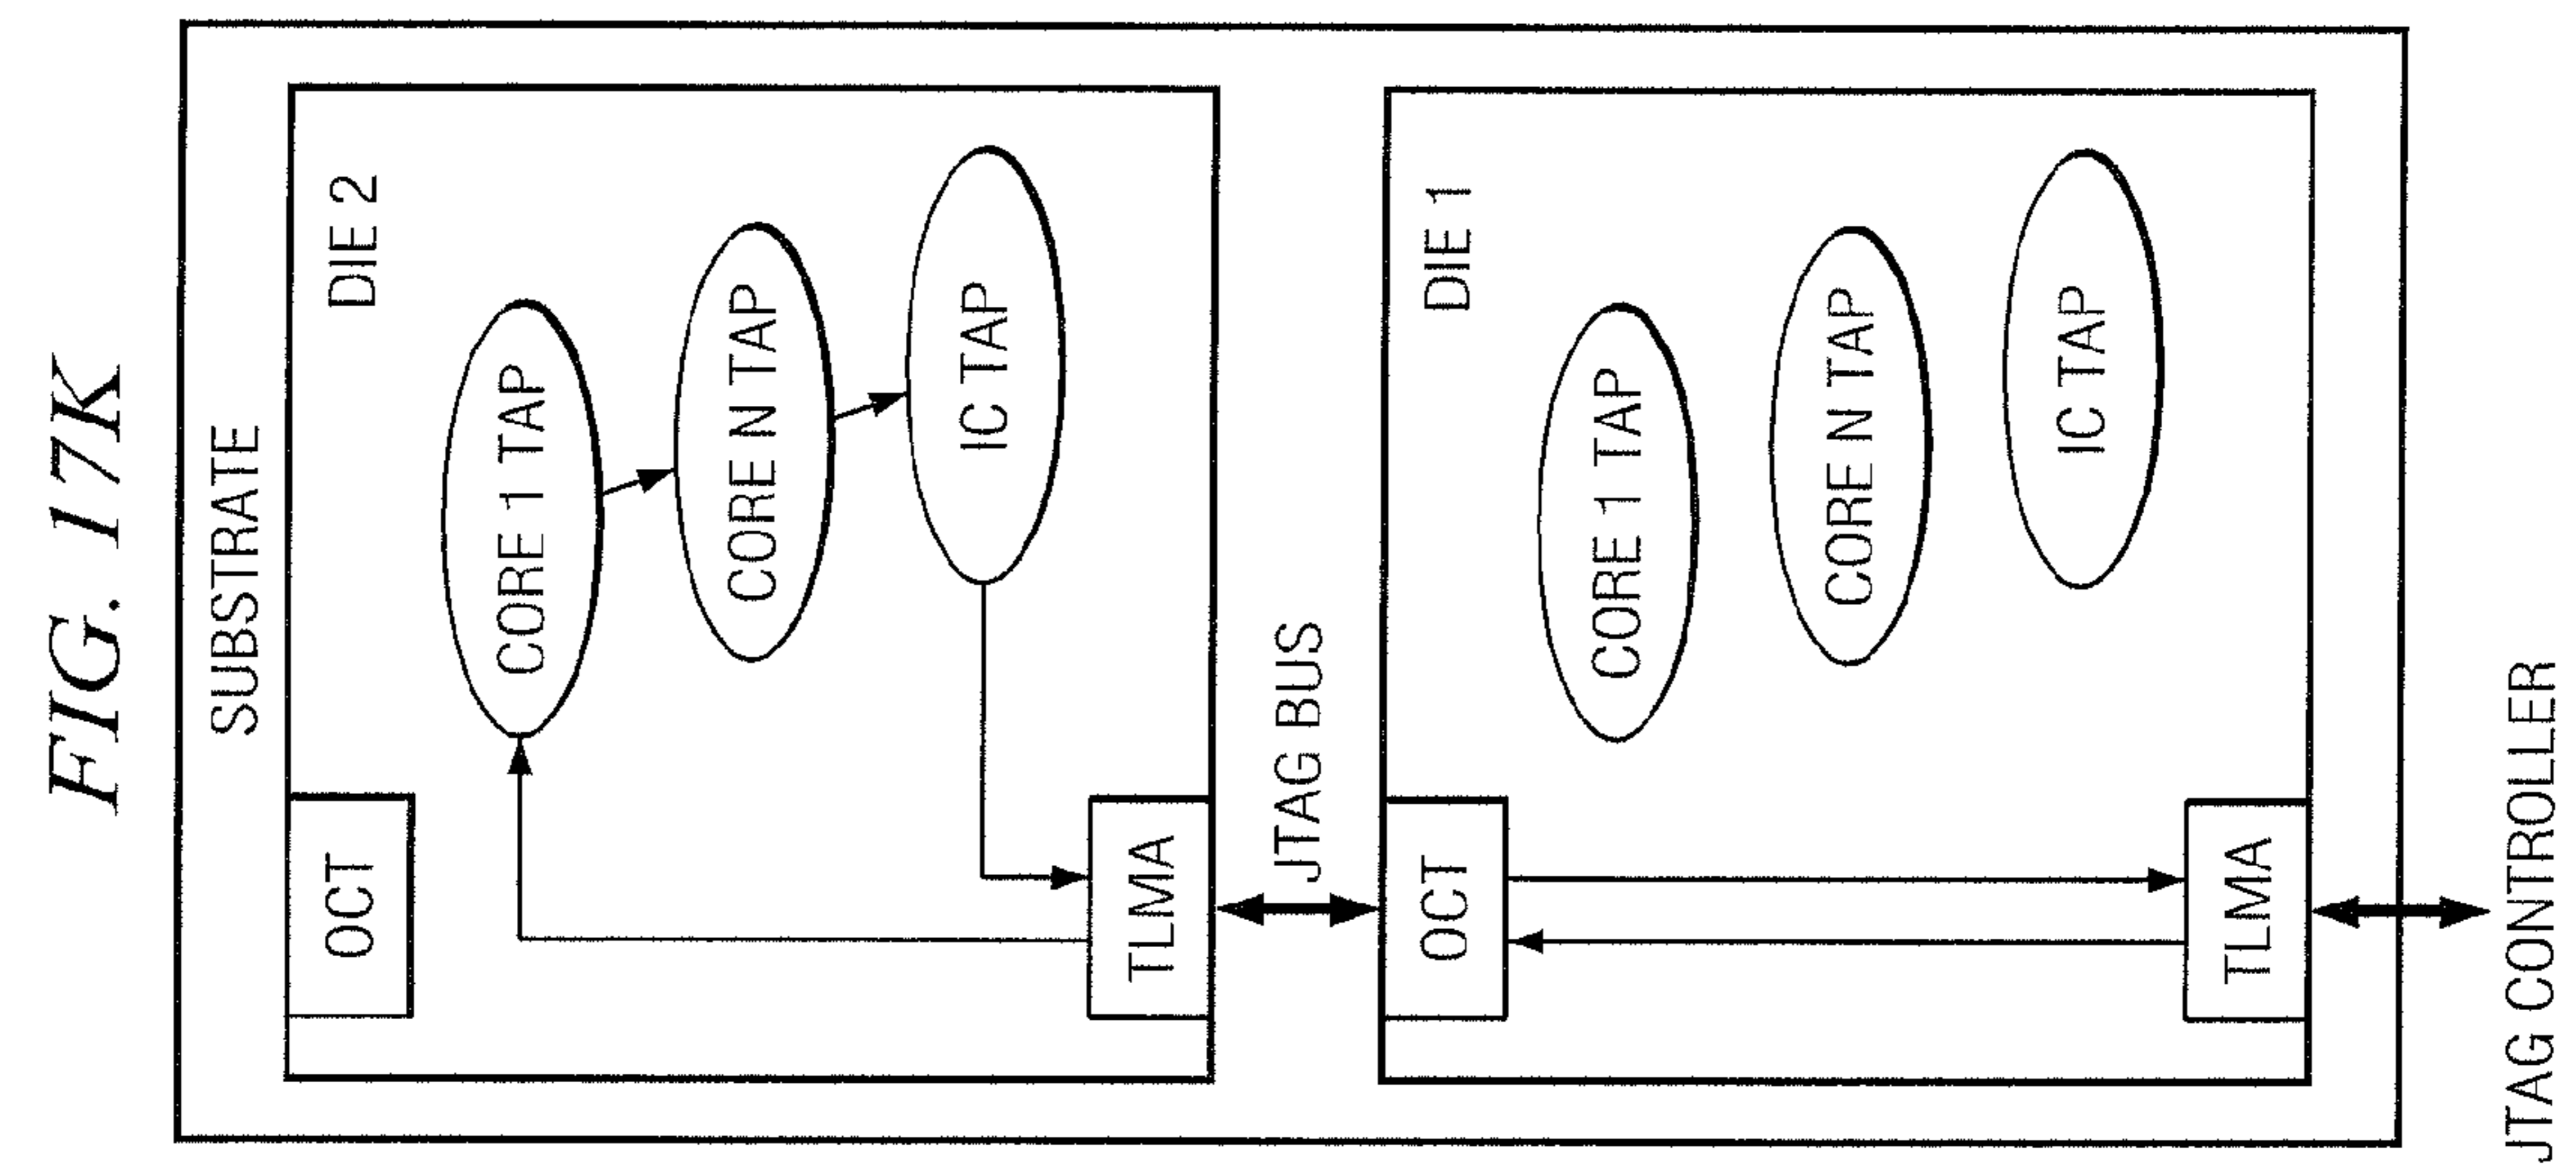 FIG. 17K
SUBSTRATE
DIE 2
OCT
CORE 1 TAP
CORE N TAP
IC TAP
TLMA
JTAG BUS
DIE 1
OCT
CORE 1 TAP
CORE N TAP
IC TAP
TLMA
JTAG CONTROLLER